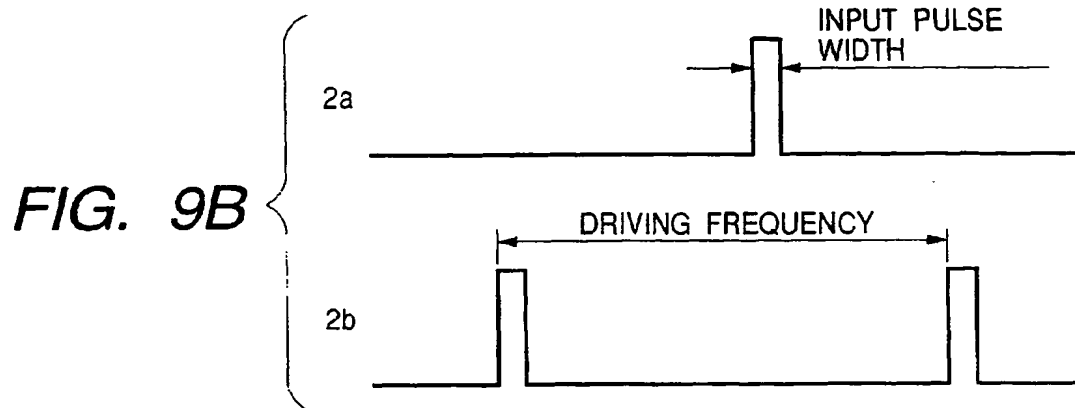 INPUT PULSE
WIDTH
2a
FIG. 9B
DRIVING FREQUENCY
2b